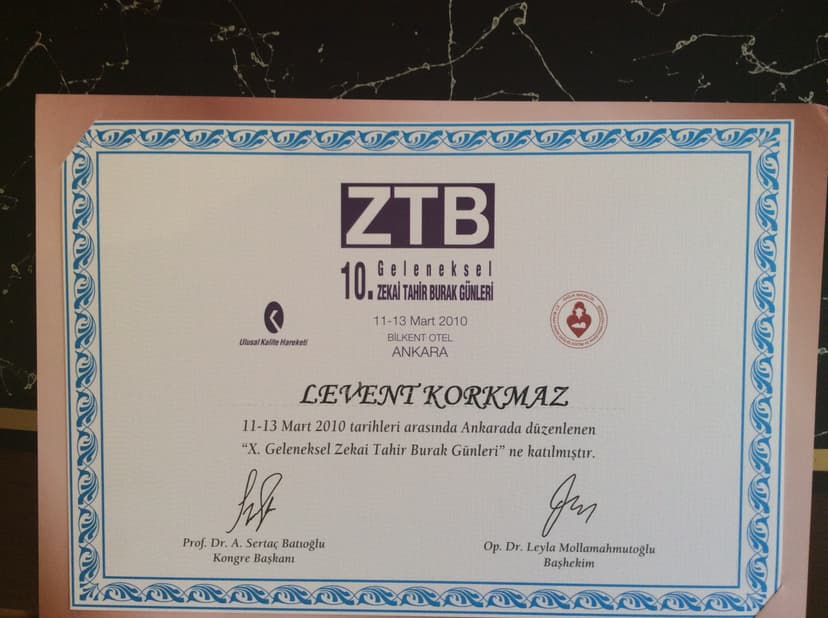 ZTB
10. Geleneksel
ZEKAİ TAHİR BURAK GÜNLERİ
11-13 Mart 2010
BİLKENT OTEL
ANKARA
Ulusal Kalite Hareketi
LEVENT KORKMAZ
11-13 Mart 2010 tarihleri arasında Ankarada düzenlenen
“X. Geleneksel Zekai Tahir Burak Günleri” ne katılmıştır.
Prof. Dr. A. Sertaç Batıoğlu
Kongre Başkanı
Op. Dr. Leyla Mollamahmutoğlu
Başhekim